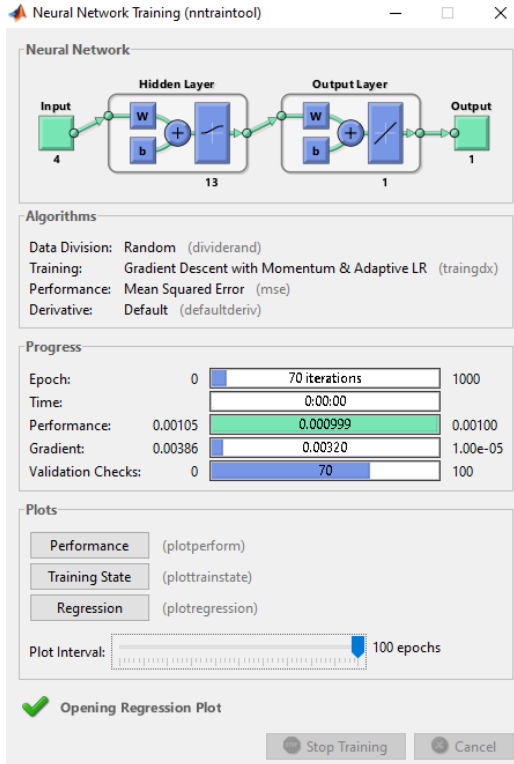 Neural Network Training (nntraintool)
Neural Network
Hidden Layer Output Layer
Input Output
W W
+ +
b b
4 1
13 1
Algorithms
Data Division: Random (dividerand)
Training: Gradient Descent with Momentum & Adaptive LR (traingdx)
Performance: Mean Squared Error (mse)
Derivative: Default (defaultderiv)
Progress
Epoch: 0 70 iterations 1000
Time: 0:00:00
Performance: 0.00105 0.000999 0.00100
Gradient: 0.00386 0.00320 1.00e-05
Validation Checks: 0 70 100
Plots
Performance (plotperform)
Training State (plottrainstate)
Regression (plotregression)
Plot Interval: 100 epochs
Opening Regression Plot
Stop Training Cancel